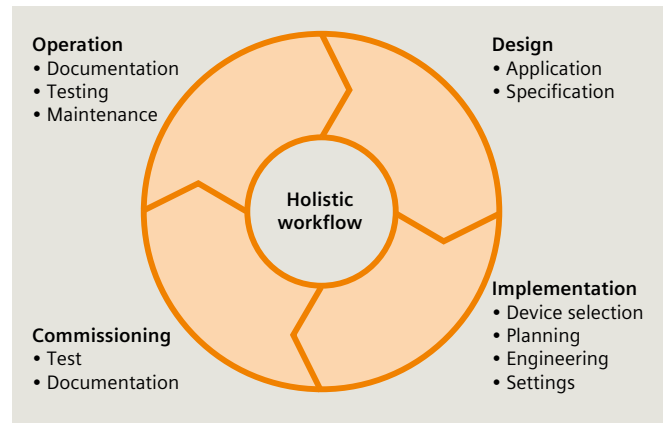 Operation
• Documentation
• Testing
• Maintenance
Design
• Application
• Specification
Holistic
workflow
Commissioning
• Test
• Documentation
Implementation
• Device selection
• Planning
• Engineering
• Settings